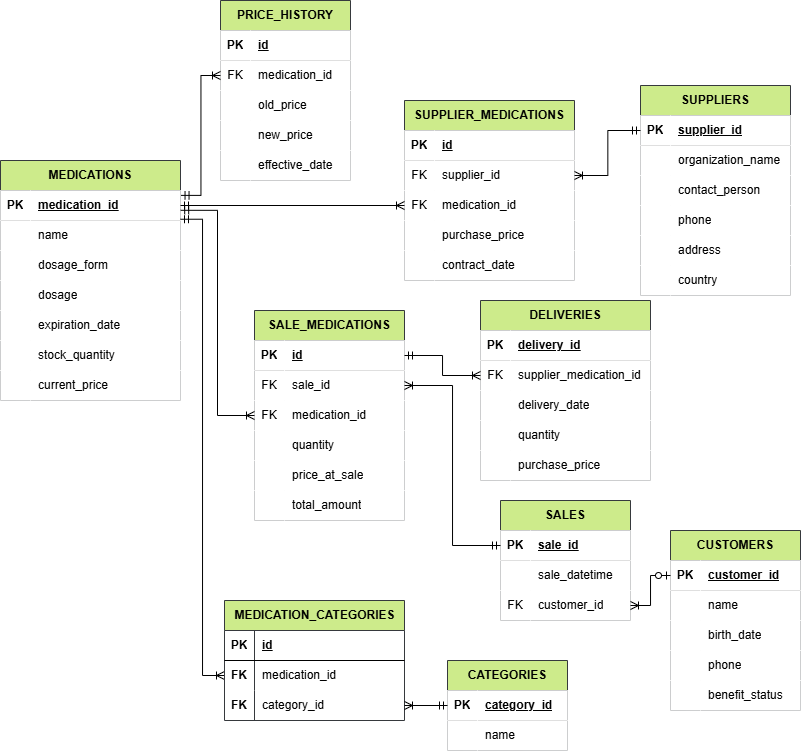 PRICE_HISTORY
PK id
FK medication_id
old_price
new_price
effective_date
SUPPLIER_MEDICATIONS
PK id
FK supplier_id
FK medication_id
purchase_price
contract_date
SUPPLIERS
PK supplier_id
organization_name
contact_person
phone
address
country
MEDICATIONS
PK medication_id
name
dosage_form
dosage
expiration_date
stock_quantity
current_price
SALE_MEDICATIONS
PK id
FK sale_id
FK medication_id
quantity
price_at_sale
total_amount
DELIVERIES
PK delivery_id
FK supplier_medication_id
delivery_date
quantity
purchase_price
SALES
PK sale_id
sale_datetime
FK customer_id
CUSTOMERS
PK customer_id
name
birth_date
phone
benefit_status
MEDICATION_CATEGORIES
PK id
FK medication_id
FK category_id
CATEGORIES
PK category_id
name